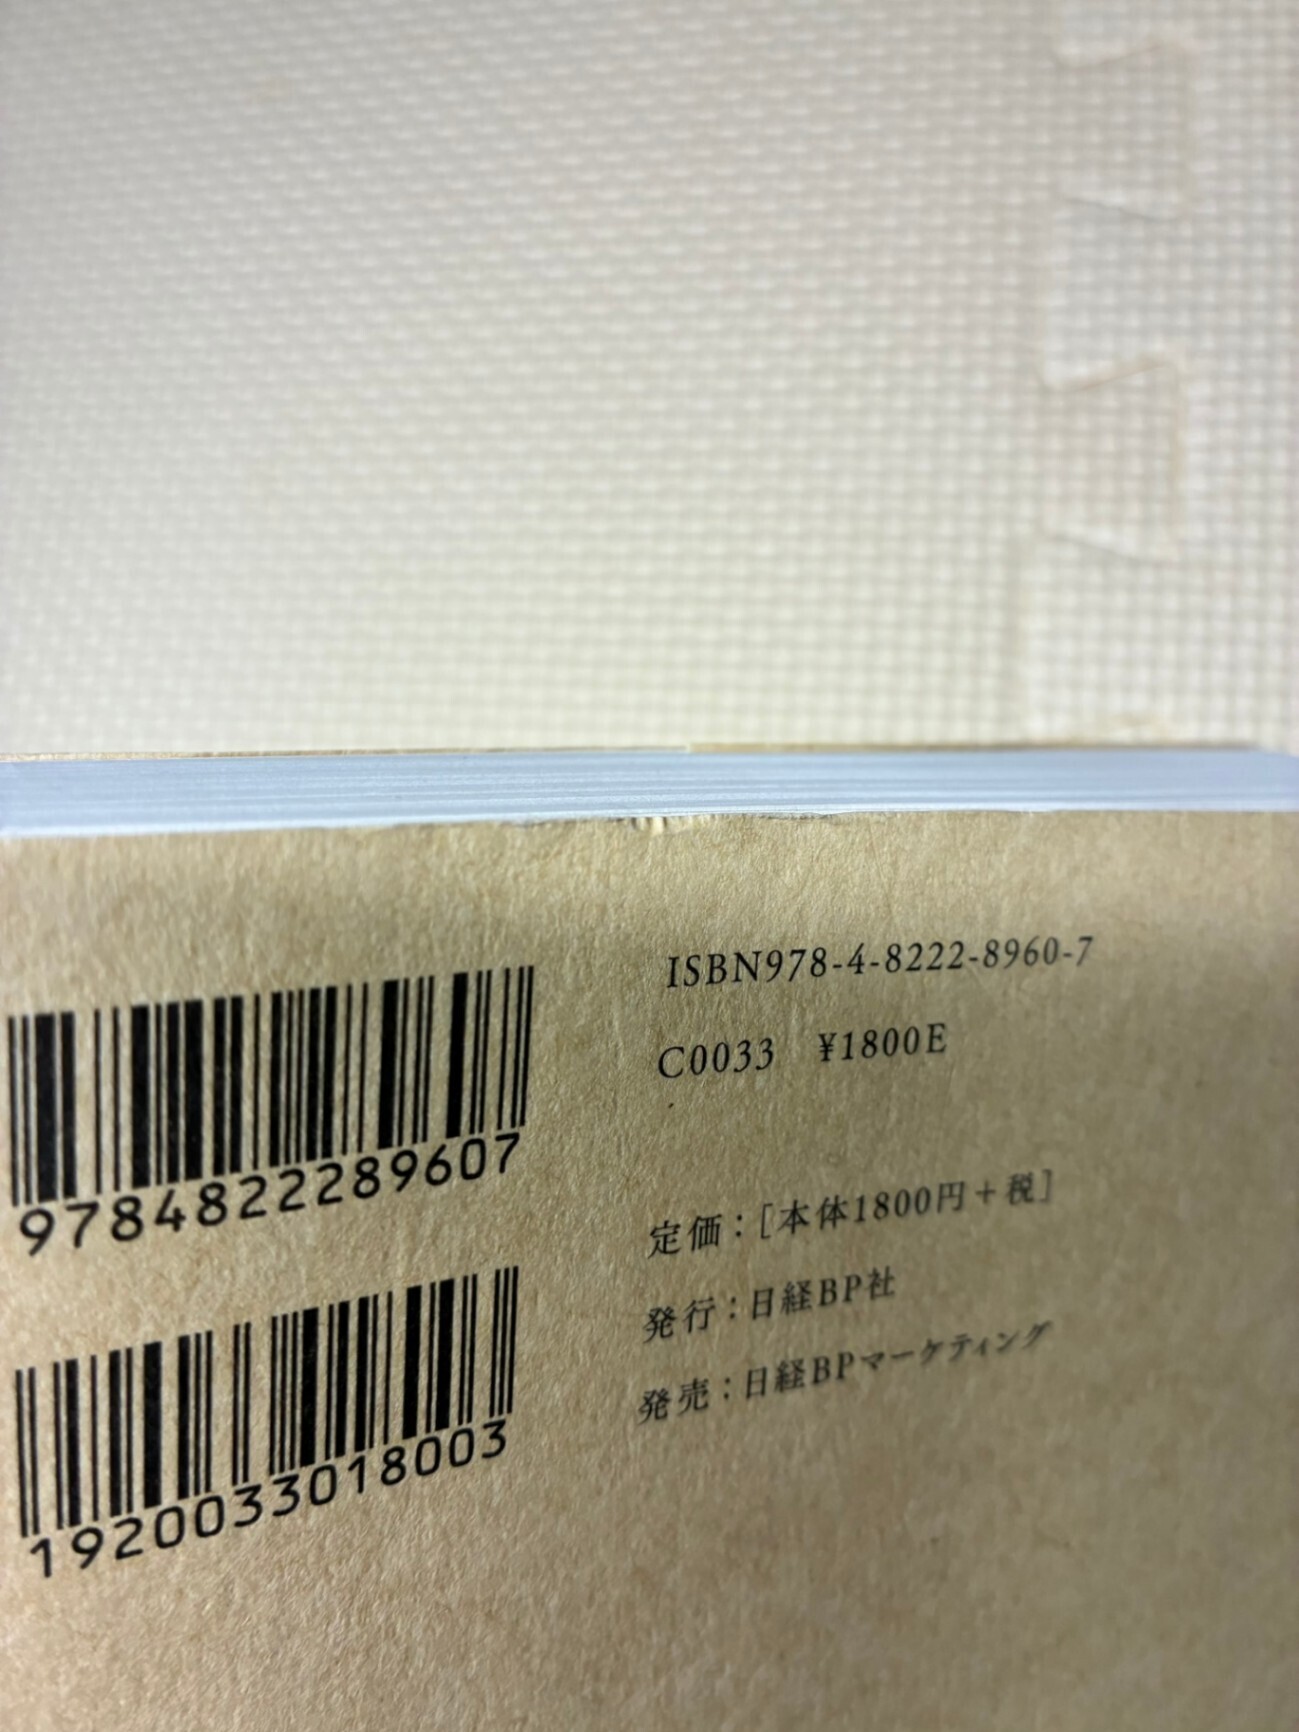 ISBN978-4-8222-8960-7
C0033 ¥1800E
定価：[本体1800円＋税]
発行：日経BP社
発売：日経BPマーケティング
9784822289607
1920033018003